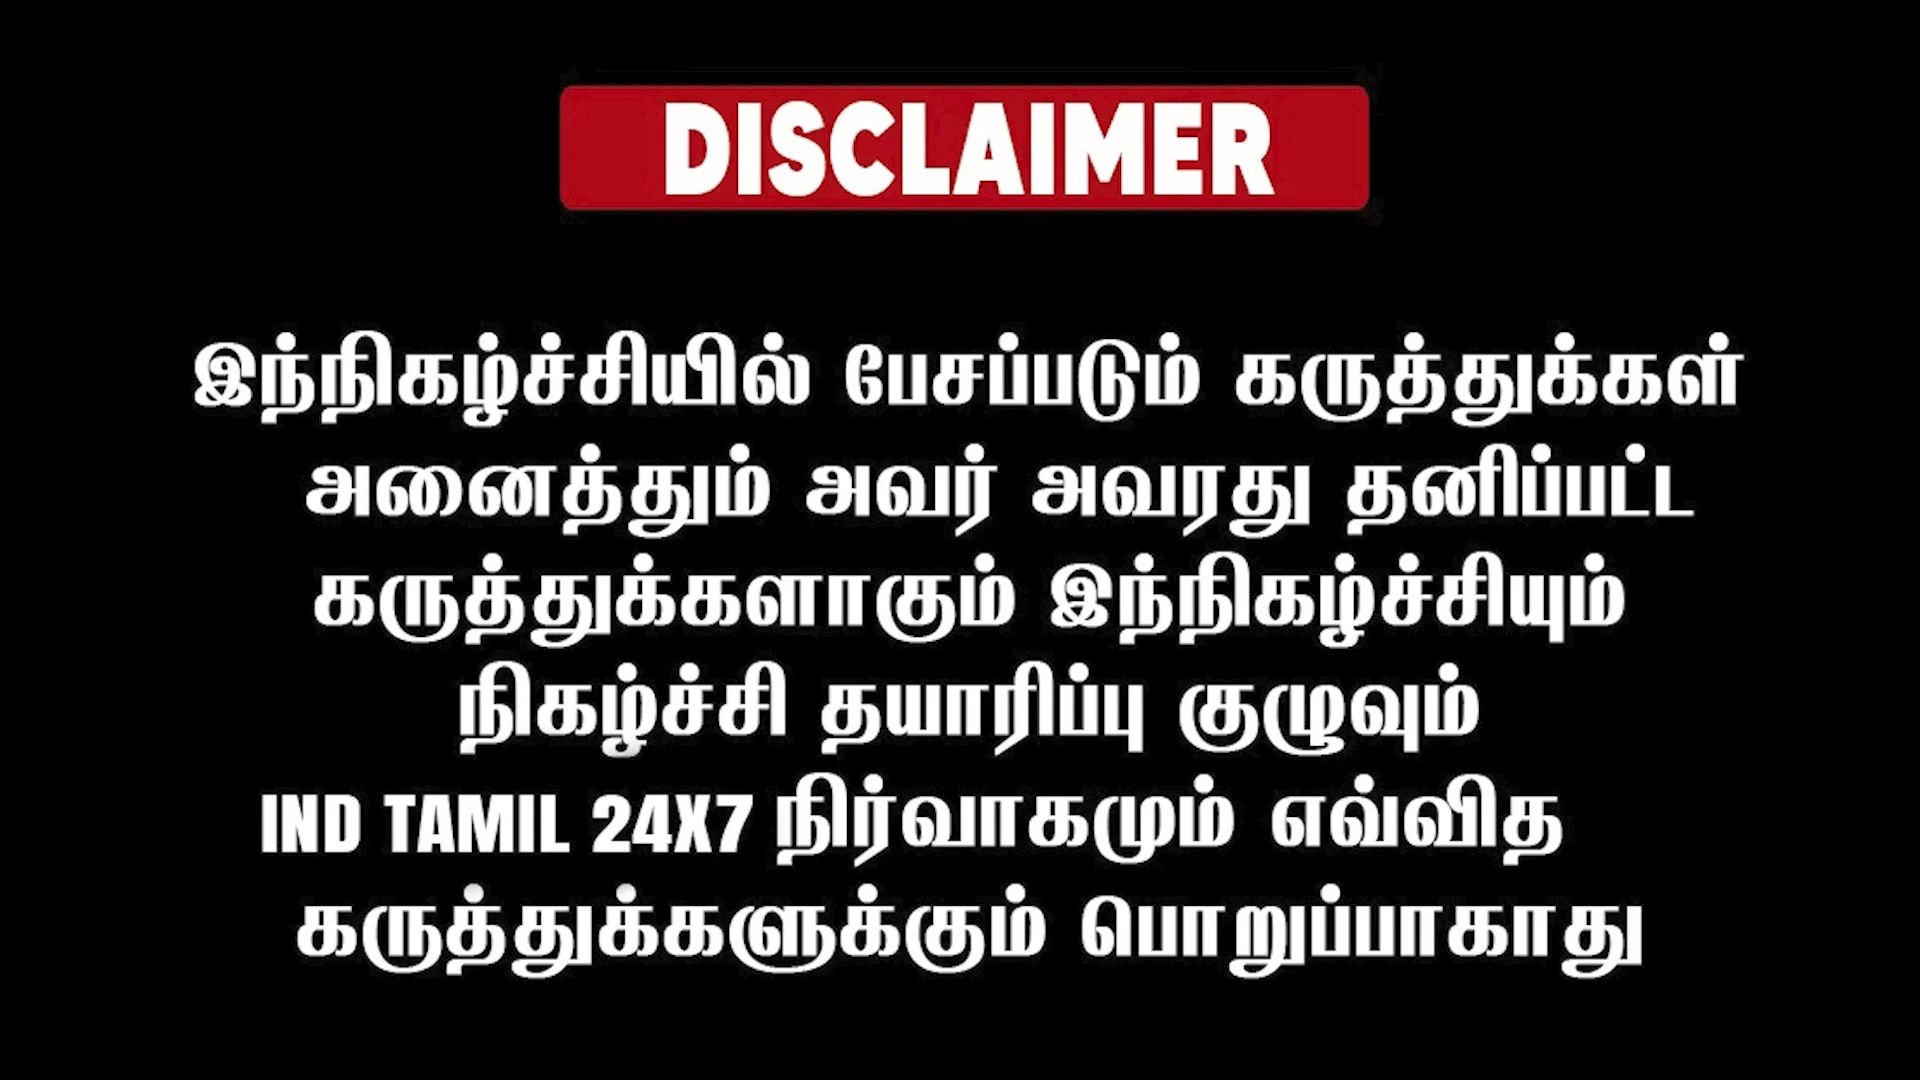 DISCLAIMER
இந்நிகழ்ச்சியில் பேசப்படும் கருத்துக்கள்
அனைத்தும் அவர் அவரது தனிப்பட்ட
கருத்துக்களாகும் இந்நிகழ்ச்சியும்
நிகழ்ச்சி தயாரிப்பு குழுவும்
IND TAMIL 24X7 நிர்வாகமும் எவ்வித
கருத்துக்களுக்கும் பொறுப்பாகாது